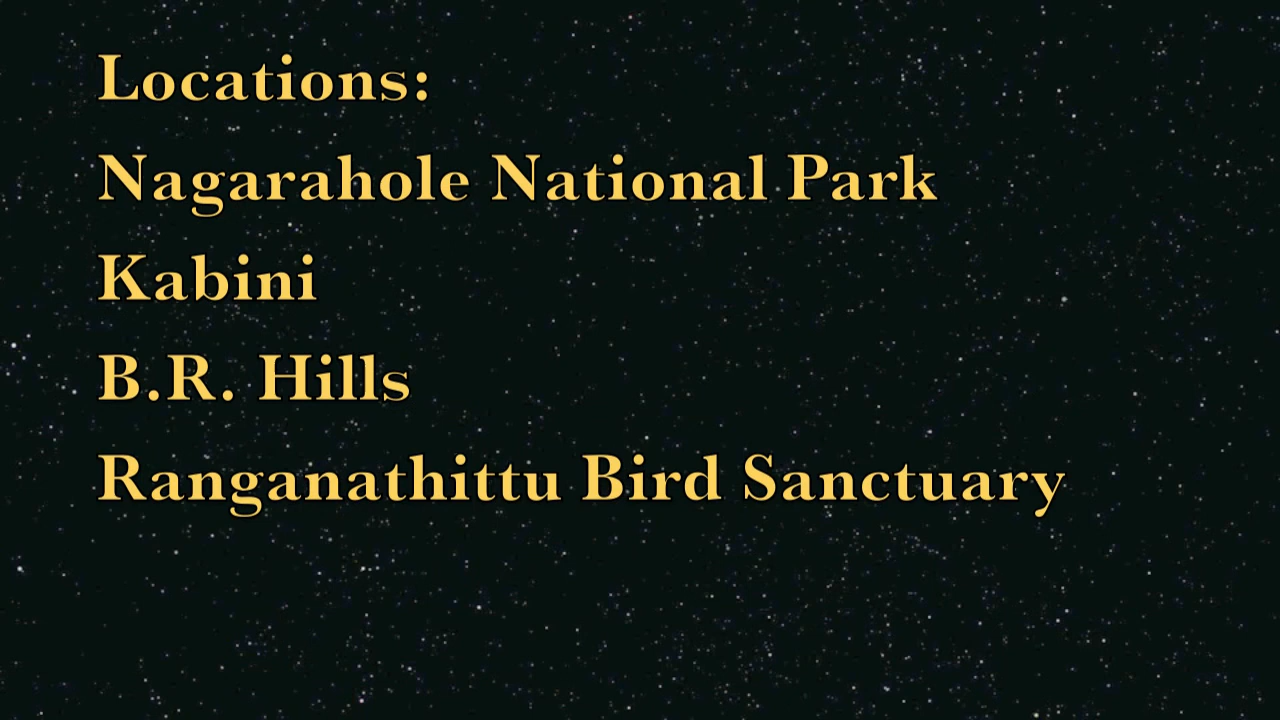 Locations:
Nagarahole National Park
Kabini
B.R. Hills
Ranganathittu Bird Sanctuary